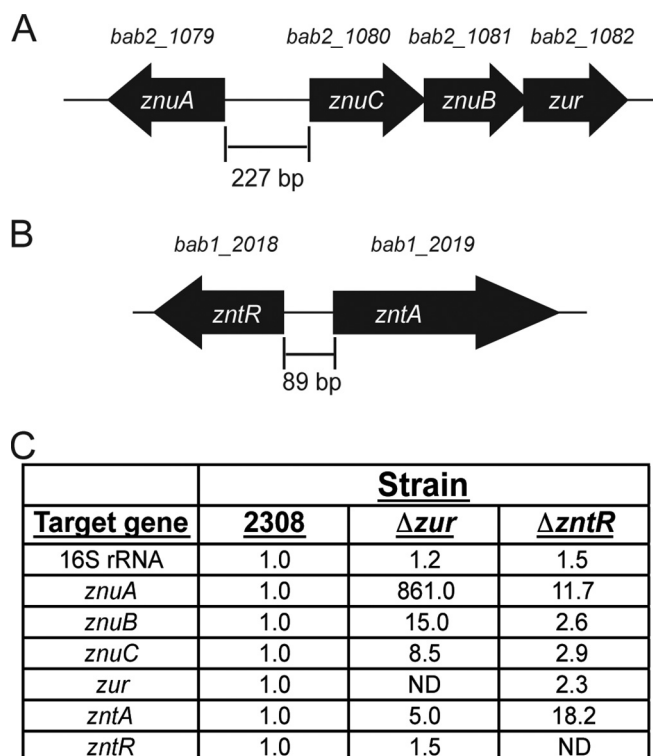 A
bab2_1079 bab2_1080 bab2_1081 bab2_1082
znuA znuC znuB zur
227 bp
B
bab1_2018 bab1_2019
zntR zntA
89 bp
C
Strain
Target gene 2308 Δzur ΔzntR
16S rRNA 1.0 1.2 1.5
znuA 1.0 861.0 11.7
znuB 1.0 15.0 2.6
znuC 1.0 8.5 2.9
zur 1.0 ND 2.3
zntA 1.0 5.0 18.2
zntR 1.0 1.5 ND